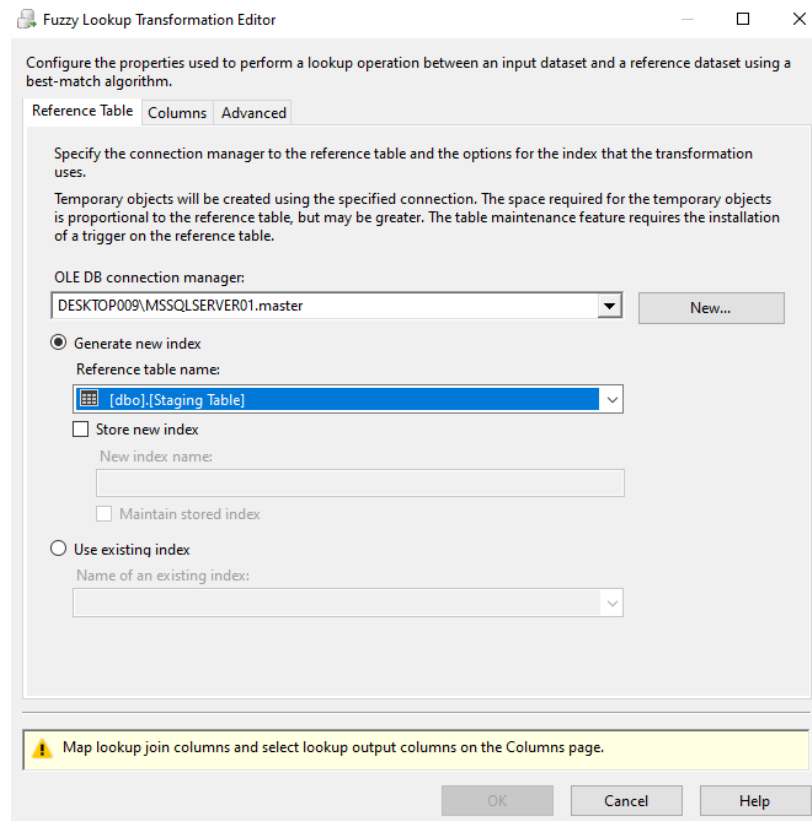 Fuzzy Lookup Transformation Editor
Configure the properties used to perform a lookup operation between an input dataset and a reference dataset using a
best-match algorithm.
Reference Table Columns Advanced
Specify the connection manager to the reference table and the options for the index that the transformation
uses.
Temporary objects will be created using the specified connection. The space required for the temporary objects
is proportional to the reference table, but may be greater. The table maintenance feature requires the installation
of a trigger on the reference table.
OLE DB connection manager:
DESKTOP009\MSSQLSERVER01.master
New...
Generate new index
Reference table name:
[dbo].[Staging Table]
Store new index
New index name:
Maintain stored index
Use existing index
Name of an existing index:
Map lookup join columns and select lookup output columns on the Columns page.
OK Cancel Help